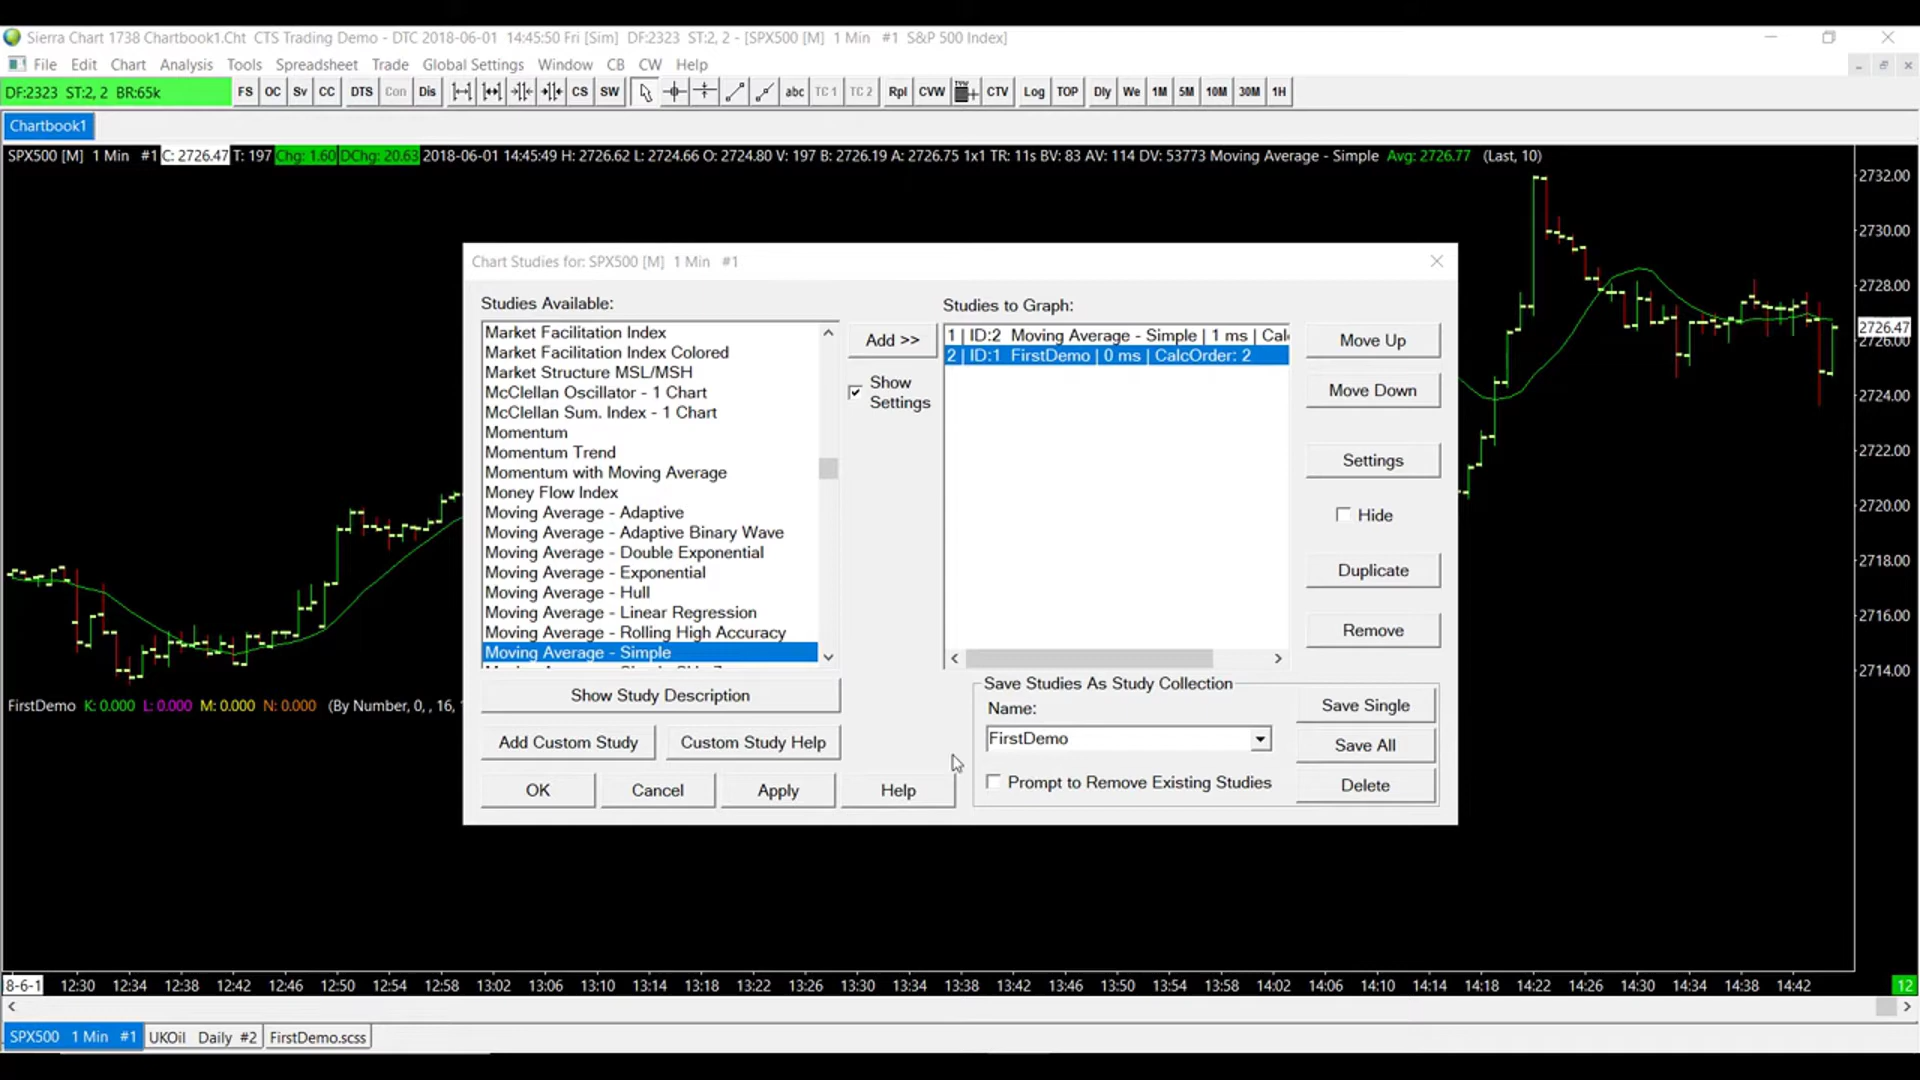 Sierra Chart 1738 Chartbook1.Cht  CTS Trading Demo - DTC 2018-06-01  14:45:50 Fri [Sim]  DF:2323  ST:2, 2 - [SPX500 [M]  1 Min  #1  S&P 500 Index]
File Edit Chart Analysis Tools Spreadsheet Trade Global Settings Window CB CW Help
DF:2323  ST:2, 2  BR:65k FS OC Sv CC DTS Con Dis CS SW abc TC 1 TC 2 Rpl CVW CTV Log TOP Dly We 1M 5M 10M 30M 1H
Chartbook1
SPX500 [M]  1 Min  #1 C: 2726.47 T: 197 Chg: 1.60 DChg: 20.63 2018-06-01 14:45:49 H: 2726.62 L: 2724.66 O: 2724.80 V: 197 B: 2726.19 A: 2726.75 1x1 TR: 11s BV: 83 AV: 114 DV: 53773 Moving Average - Simple  Avg: 2726.77  (Last, 10)
2732.00
2730.00
2728.00
2726.47
2726.00
2724.00
2722.00
2720.00
2718.00
2716.00
2714.00
Chart Studies for: SPX500 [M]  1 Min  #1
Studies Available:
Market Facilitation Index
Market Facilitation Index Colored
Market Structure MSL/MSH
McClellan Oscillator - 1 Chart
McClellan Sum. Index - 1 Chart
Momentum
Momentum Trend
Momentum with Moving Average
Money Flow Index
Moving Average - Adaptive
Moving Average - Adaptive Binary Wave
Moving Average - Double Exponential
Moving Average - Exponential
Moving Average - Hull
Moving Average - Linear Regression
Moving Average - Rolling High Accuracy
Moving Average - Simple
Add >>
Show
Settings
Studies to Graph:
1 | ID:2  Moving Average - Simple | 1 ms | Cal
2 | ID:1  FirstDemo | 0 ms | CalcOrder: 2
Move Up
Move Down
Settings
Hide
Duplicate
Remove
Show Study Description
Add Custom Study
Custom Study Help
OK
Cancel
Apply
Help
Save Studies As Study Collection
Name:
FirstDemo
Prompt to Remove Existing Studies
Save Single
Save All
Delete
FirstDemo  K: 0.000  L: 0.000  M: 0.000  N: 0.000  (By Number, 0, , 16,
8-6-1 12:30 12:34 12:38 12:42 12:46 12:50 12:54 12:58 13:02 13:06 13:10 13:14 13:18 13:22 13:26 13:30 13:34 13:38 13:42 13:46 13:50 13:54 13:58 14:02 14:06 14:10 14:14 14:18 14:22 14:26 14:30 14:34 14:38 14:42 12
SPX500  1 Min  #1 UKOil  Daily  #2 FirstDemo.scss